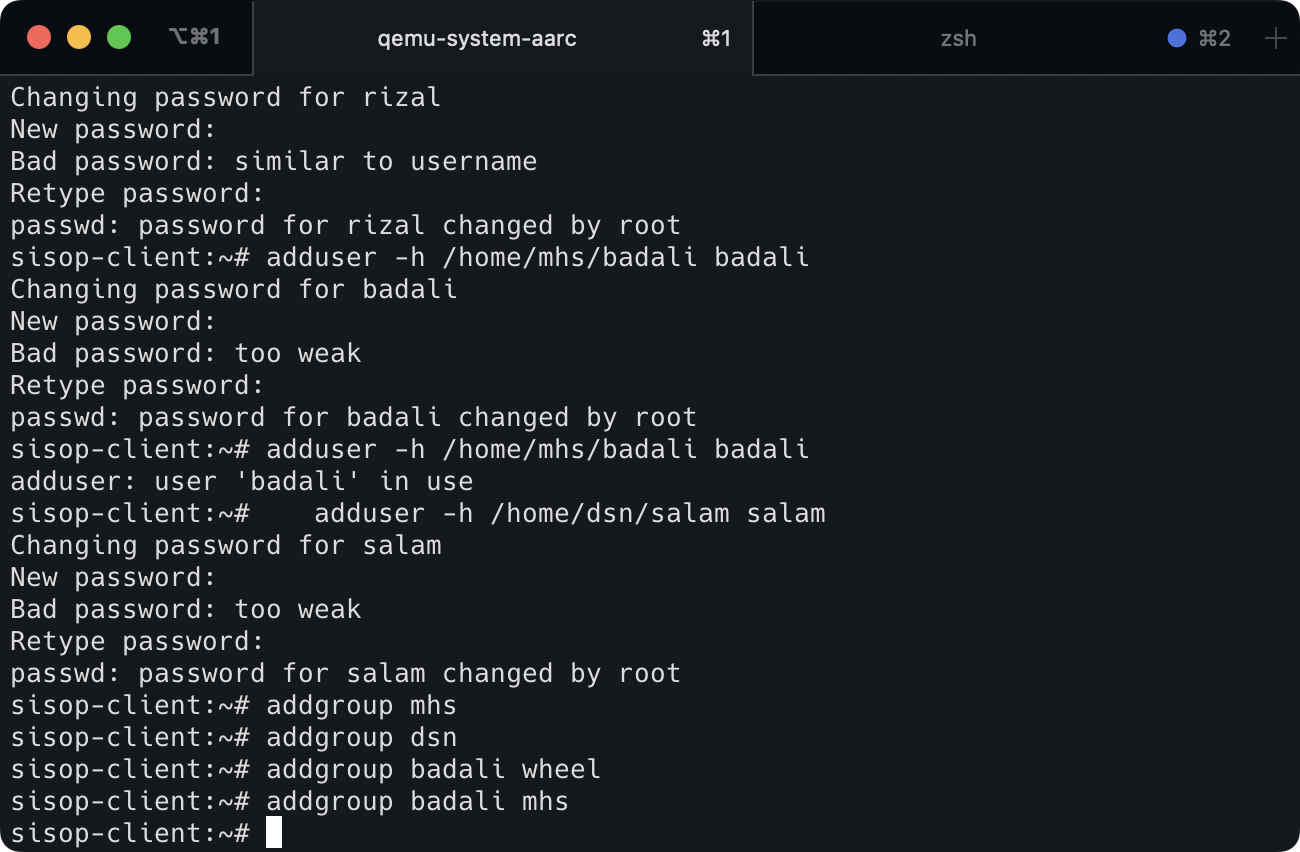 ⌥⌘1 qemu-system-aarc ⌘1 zsh ⌘2 +
Changing password for rizal
New password:
Bad password: similar to username
Retype password:
passwd: password for rizal changed by root
sisop-client:~# adduser -h /home/mhs/badali badali
Changing password for badali
New password:
Bad password: too weak
Retype password:
passwd: password for badali changed by root
sisop-client:~# adduser -h /home/mhs/badali badali
adduser: user 'badali' in use
sisop-client:~#    adduser -h /home/dsn/salam salam
Changing password for salam
New password:
Bad password: too weak
Retype password:
passwd: password for salam changed by root
sisop-client:~# addgroup mhs
sisop-client:~# addgroup dsn
sisop-client:~# addgroup badali wheel
sisop-client:~# addgroup badali mhs
sisop-client:~#